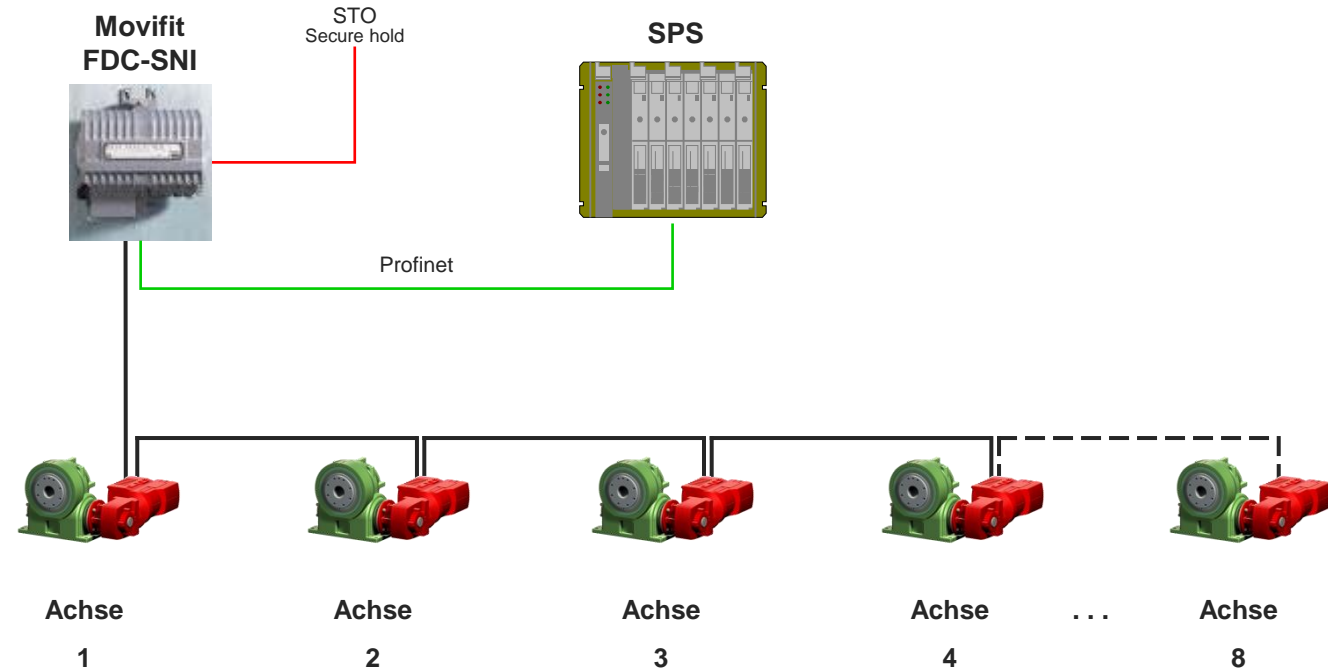 Movifit
FDC-SNI
STO
Secure hold
SPS
Profinet
Achse
1
Achse
2
Achse
3
Achse
4
. . .
Achse
8